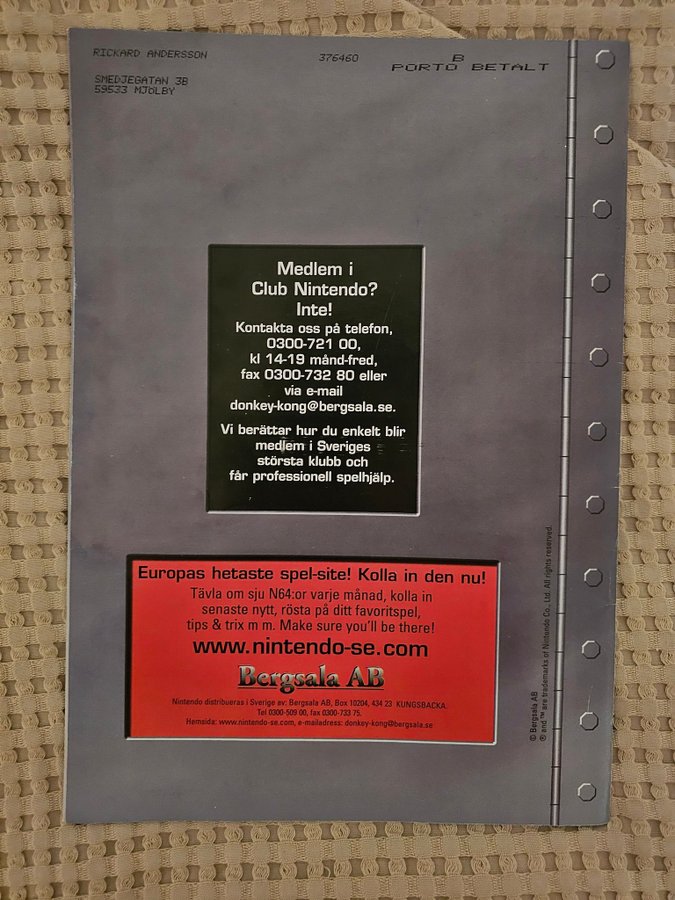 RICKARD ANDERSSON
376460
B
PORTO BETALT
SMEDJEGATAN 3B
59533 MJÖLBY
Medlem i
Club Nintendo?
Inte!
Kontakta oss på telefon,
0300-721 00,
kl 14-19 månd-fred,
fax 0300-732 80 eller
via e-mail
donkey-kong@bergsala.se.
Vi berättar hur du enkelt blir
medlem i Sveriges
största klubb och
får professionell spelhjälp.
Europas hetaste spel-site! Kolla in den nu!
Tävla om sju N64:or varje månad, kolla in
senaste nytt, rösta på ditt favoritspel,
tips & trix m m. Make sure you'll be there!
www.nintendo-se.com
Bergsala AB
Nintendo distribueras i Sverige av: Bergsala AB, Box 10204, 434 23 KUNGSBACKA.
Tel 0300-509 00, fax 0300-733 75.
Hemsida: www.nintendo-se.com, e-mailadress: donkey-kong@bergsala.se
© Bergsala AB
® and ™ are trademarks of Nintendo Co., Ltd. All rights reserved.